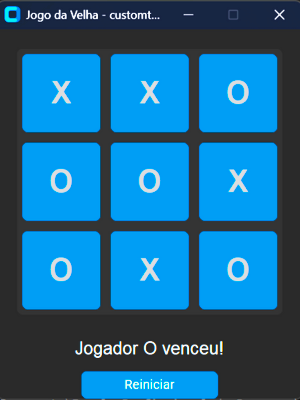 Jogo da Velha - customt...
X X O
O O X
O X O
Jogador O venceu!
Reiniciar